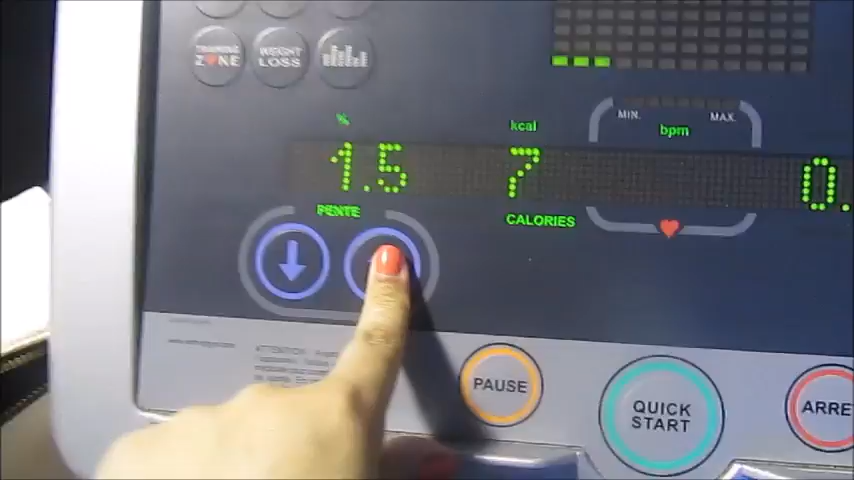 TRAINING
ZONE
WEIGHT
LOSS
%
kcal
MIN.
MAX.
bpm
1.5
7
0.
PENTE
CALORIES
PAUSE
QUICK
START
ARRE